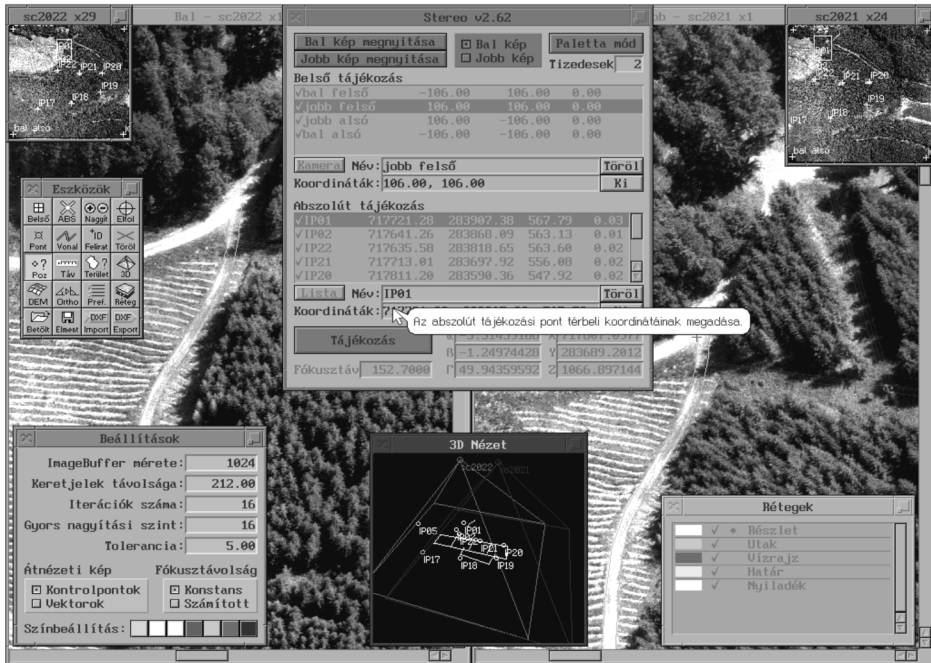 sc2022 x29
Bal - sc2022 x1
Stereo v2.62
bb - sc2021 x1
sc2021 x24
Bal kép megnyitása
Jobb kép megnyitása
Bal kép
Jobb kép
Paletta mód
Tizedesek 2
Belső tájékozás
√bal felső -106.00 106.00 0.00
√jobb felső 106.00 106.00 0.00
√jobb alsó 106.00 -106.00 0.00
√bal alsó -106.00 -106.00 0.00
Kamera Név: jobb felső Töröl
Koordináták: 106.00, 106.00 Ki
Abszolút tájékozás
√IP01 717721.28 283907.38 567.79 0.03
√IP02 717641.26 283868.09 563.13 0.01
√IP22 717635.58 283818.65 563.60 0.02
√IP21 717713.01 283697.92 556.08 0.02
√IP20 717811.20 283590.36 547.92 0.02
Lista Név: IP01 Töröl
Koordináták:
Az abszolút tájékozási pont térbeli koordinátáinak megadása.
Tájékozás
B -1.24974428 Y 283689.2012
Fókusztáv 152.7000 Γ 49.94359592 Z 1066.897144
IP01
IP22 IP21 IP20
IP19
IP18
IP17
bal alsó
IP01
IP22 IP21 IP20
IP19
IP18
IP17
bal alsó
Eszközök
Belső ABS Nagyít Elfol
Pont Vonal Felirat Töröl
Poz Táv Terület 3D
DEM Ortho Pref. Réteg
Betölt Elment Import Export
Beállítások
ImageBuffer mérete: 1024
Keretjelek távolsága: 212.00
Iterációk száma: 16
Gyors nagyítási szint: 16
Tolerancia: 5.00
Átnézeti kép Fókusztávolság
Kontrolpontok Konstans
Vektorok Számított
Színbeállítás:
3D Nézet
sc2022 sc2021
IP05 IP01
IP21 IP20
IP17 IP18 IP19
Rétegek
√ Részlet
√ Utak
√ Vízrajz
√ Határ
√ Nyiladék